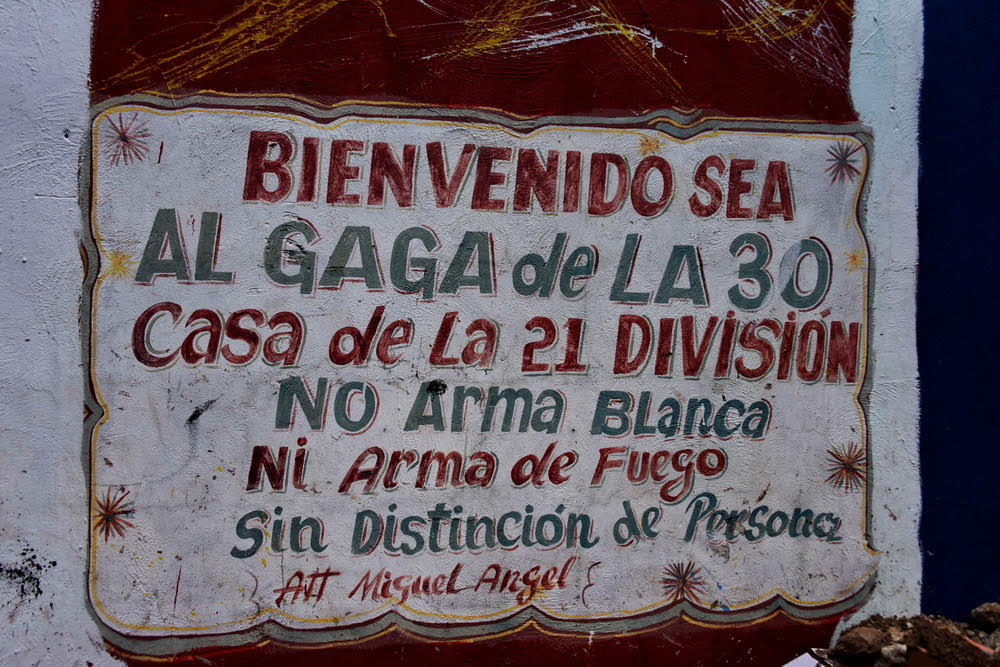 BIENVENIDO SEA
AL GAGA de LA 30
Casa de La 21 DIVISIÓN
NO Arma Blanca
Ni Arma de Fuego
Sin Distinción de Persona
Att Miguel Angel